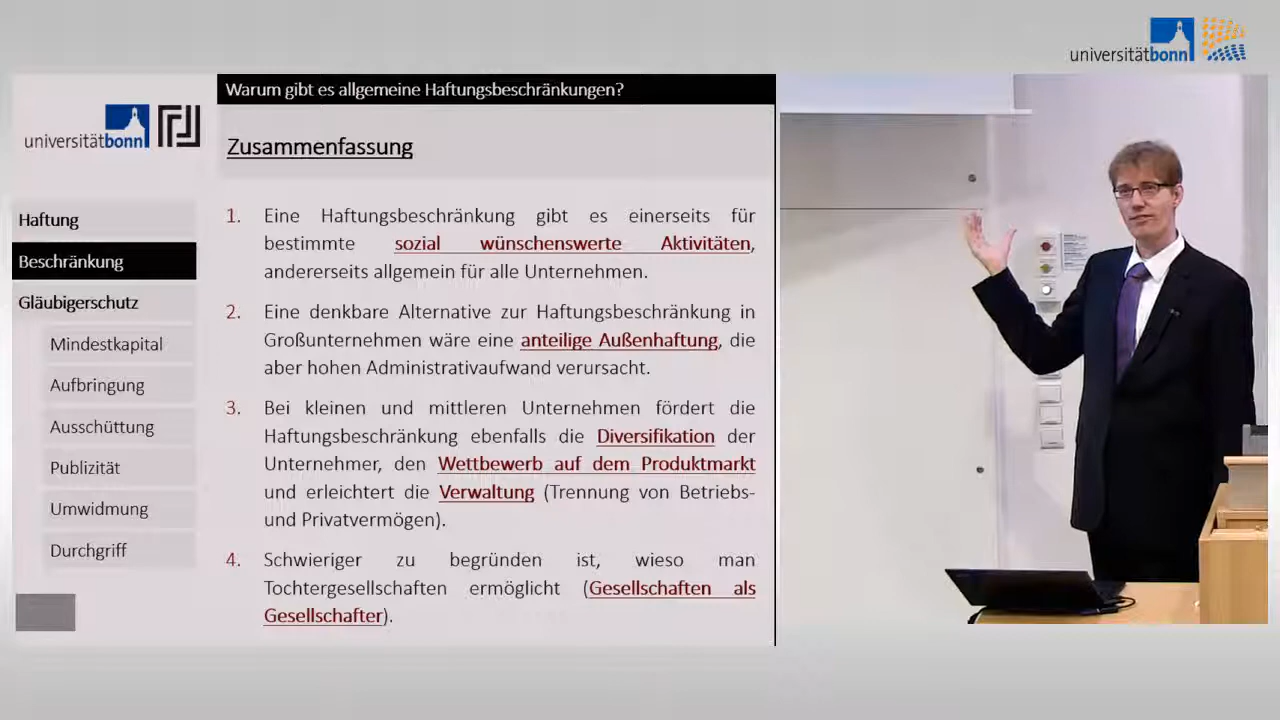 universitätbonn
Warum gibt es allgemeine Haftungsbeschränkungen?
universitätbonn
Zusammenfassung
Haftung
Beschränkung
Gläubigerschutz
Mindestkapital
Aufbringung
Ausschüttung
Publizität
Umwidmung
Durchgriff
1. Eine Haftungsbeschränkung gibt es einerseits für
bestimmte sozial wünschenswerte Aktivitäten,
andererseits allgemein für alle Unternehmen.
2. Eine denkbare Alternative zur Haftungsbeschränkung in
Großunternehmen wäre eine anteilige Außenhaftung, die
aber hohen Administrativaufwand verursacht.
3. Bei kleinen und mittleren Unternehmen fördert die
Haftungsbeschränkung ebenfalls die Diversifikation der
Unternehmer, den Wettbewerb auf dem Produktmarkt
und erleichtert die Verwaltung (Trennung von Betriebs-
und Privatvermögen).
4. Schwieriger zu begründen ist, wieso man
Tochtergesellschaften ermöglicht (Gesellschaften als
Gesellschafter).